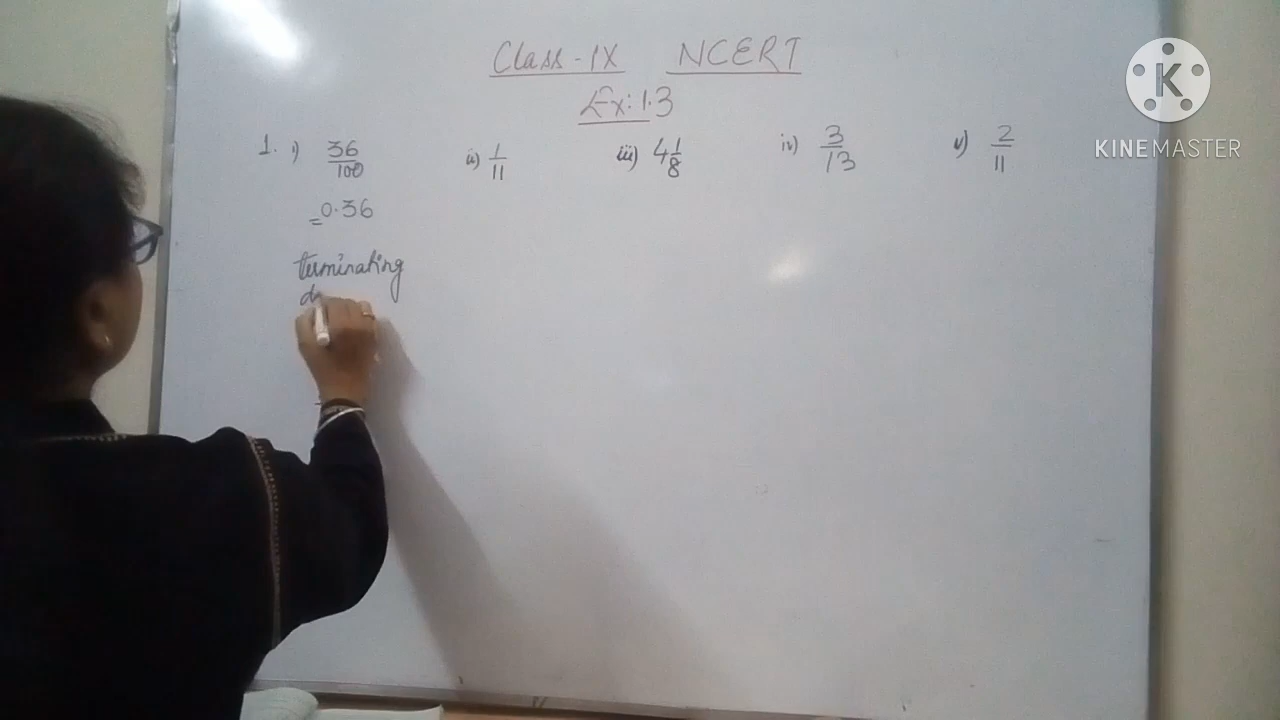 Class-IX NCERT
Ex: 1.3
1. i) 36/100 ii) 1/11 iii) 4 1/8 iv) 3/13 v) 2/11
= 0.36
terminating
K
KINEMASTER